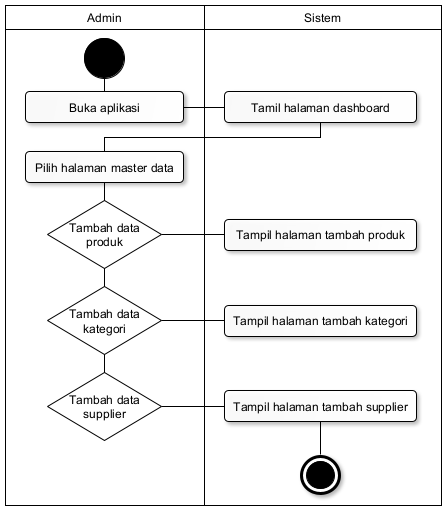 Admin
Sistem
Buka aplikasi
Tamil halaman dashboard
Pilih halaman master data
Tambah data
produk
Tampil halaman tambah produk
Tambah data
kategori
Tampil halaman tambah kategori
Tambah data
supplier
Tampil halaman tambah supplier